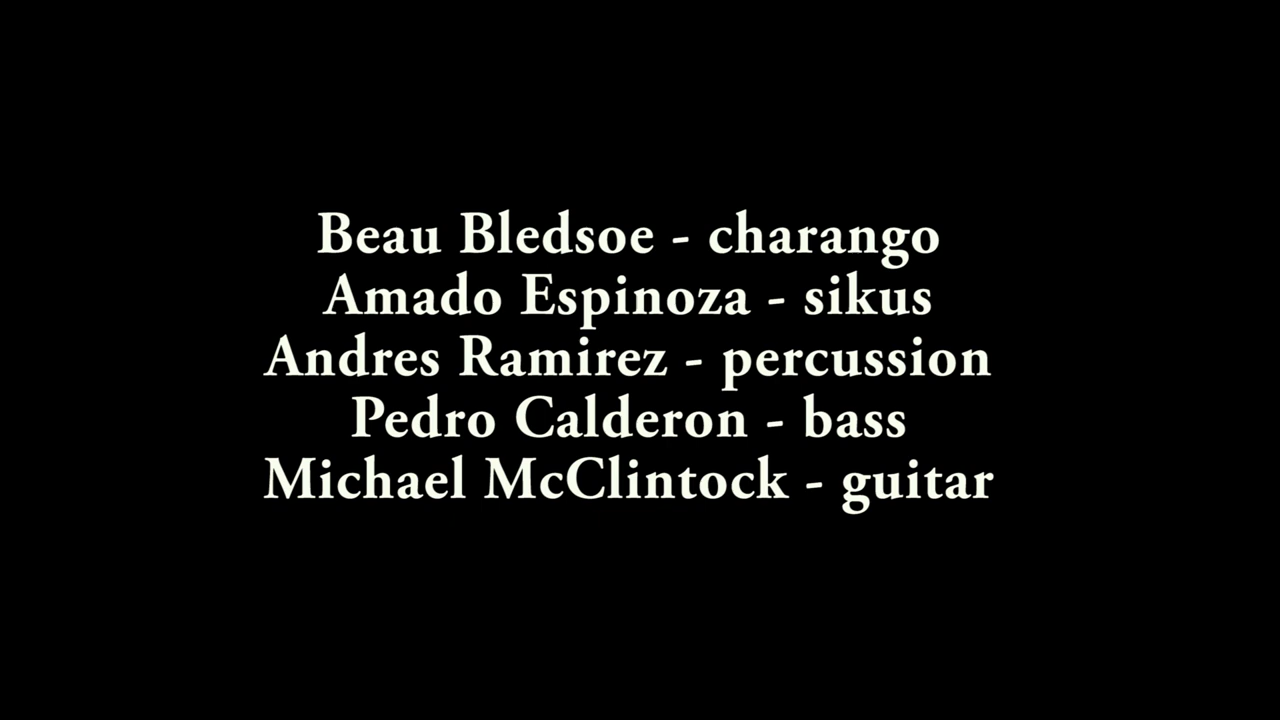 Beau Bledsoe - charango
Amado Espinoza - sikus
Andres Ramirez - percussion
Pedro Calderon - bass
Michael McClintock - guitar